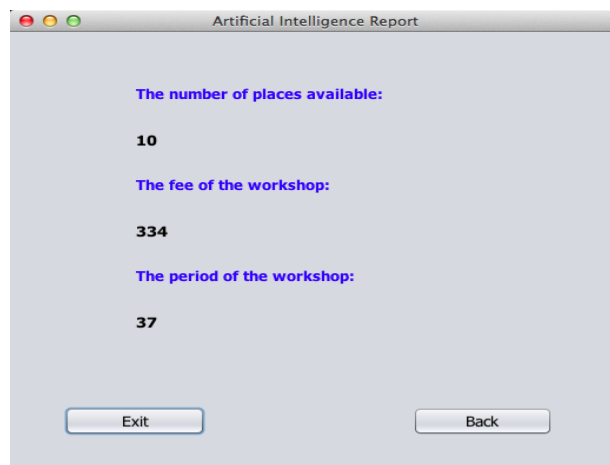 Artificial Intelligence Report
The number of places available:
10
The fee of the workshop:
334
The period of the workshop:
37
Exit Back